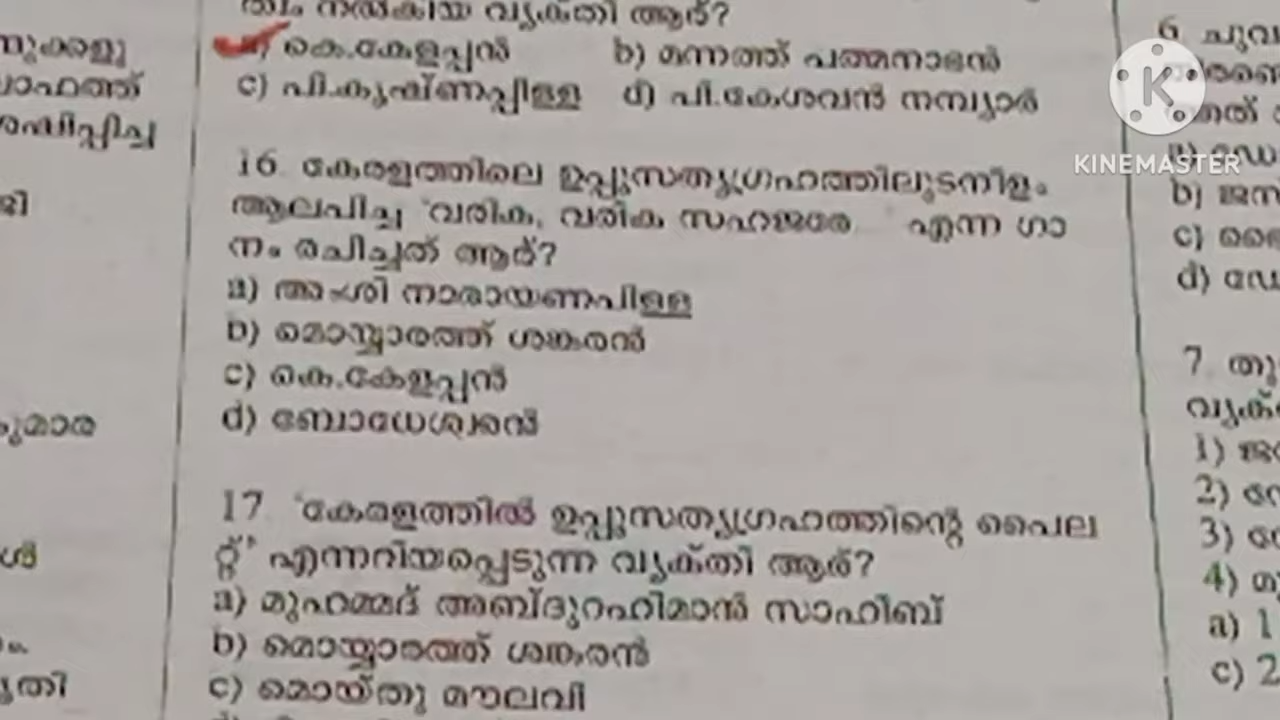 നൽകിയ വ്യക്തി ആര്?
a) കെ.കേളപ്പൻ b) മന്നത്ത് പത്മനാഭൻ
c) പി.കൃഷ്ണപ്പിള്ള d) പി.കേശവൻ നമ്പ്യാർ
16. കേരളത്തിലെ ഉപ്പുസത്യഗ്രഹത്തിലുടനീളം
ആലപിച്ച 'വരിക, വരിക സഹജരേ...' എന്ന ഗാ
നം രചിച്ചത് ആര്?
a) അംശി നാരായണപിള്ള
b) മൊയ്യാരത്ത് ശങ്കരൻ
c) കെ.കേളപ്പൻ
d) ബോധേശ്വരൻ
17. 'കേരളത്തിൽ ഉപ്പുസത്യഗ്രഹത്തിന്റെ പൈല
റ്റ്' എന്നറിയപ്പെടുന്ന വ്യക്തി ആര്?
a) മുഹമ്മദ് അബ്ദുറഹിമാൻ സാഹിബ്
b) മൊയ്യാരത്ത് ശങ്കരൻ
c) മൊയ്തു മൗലവി
6
b)
c)
d)
7.
1)
2)
3)
4)
a) 1
c) 2
KINEMASTER